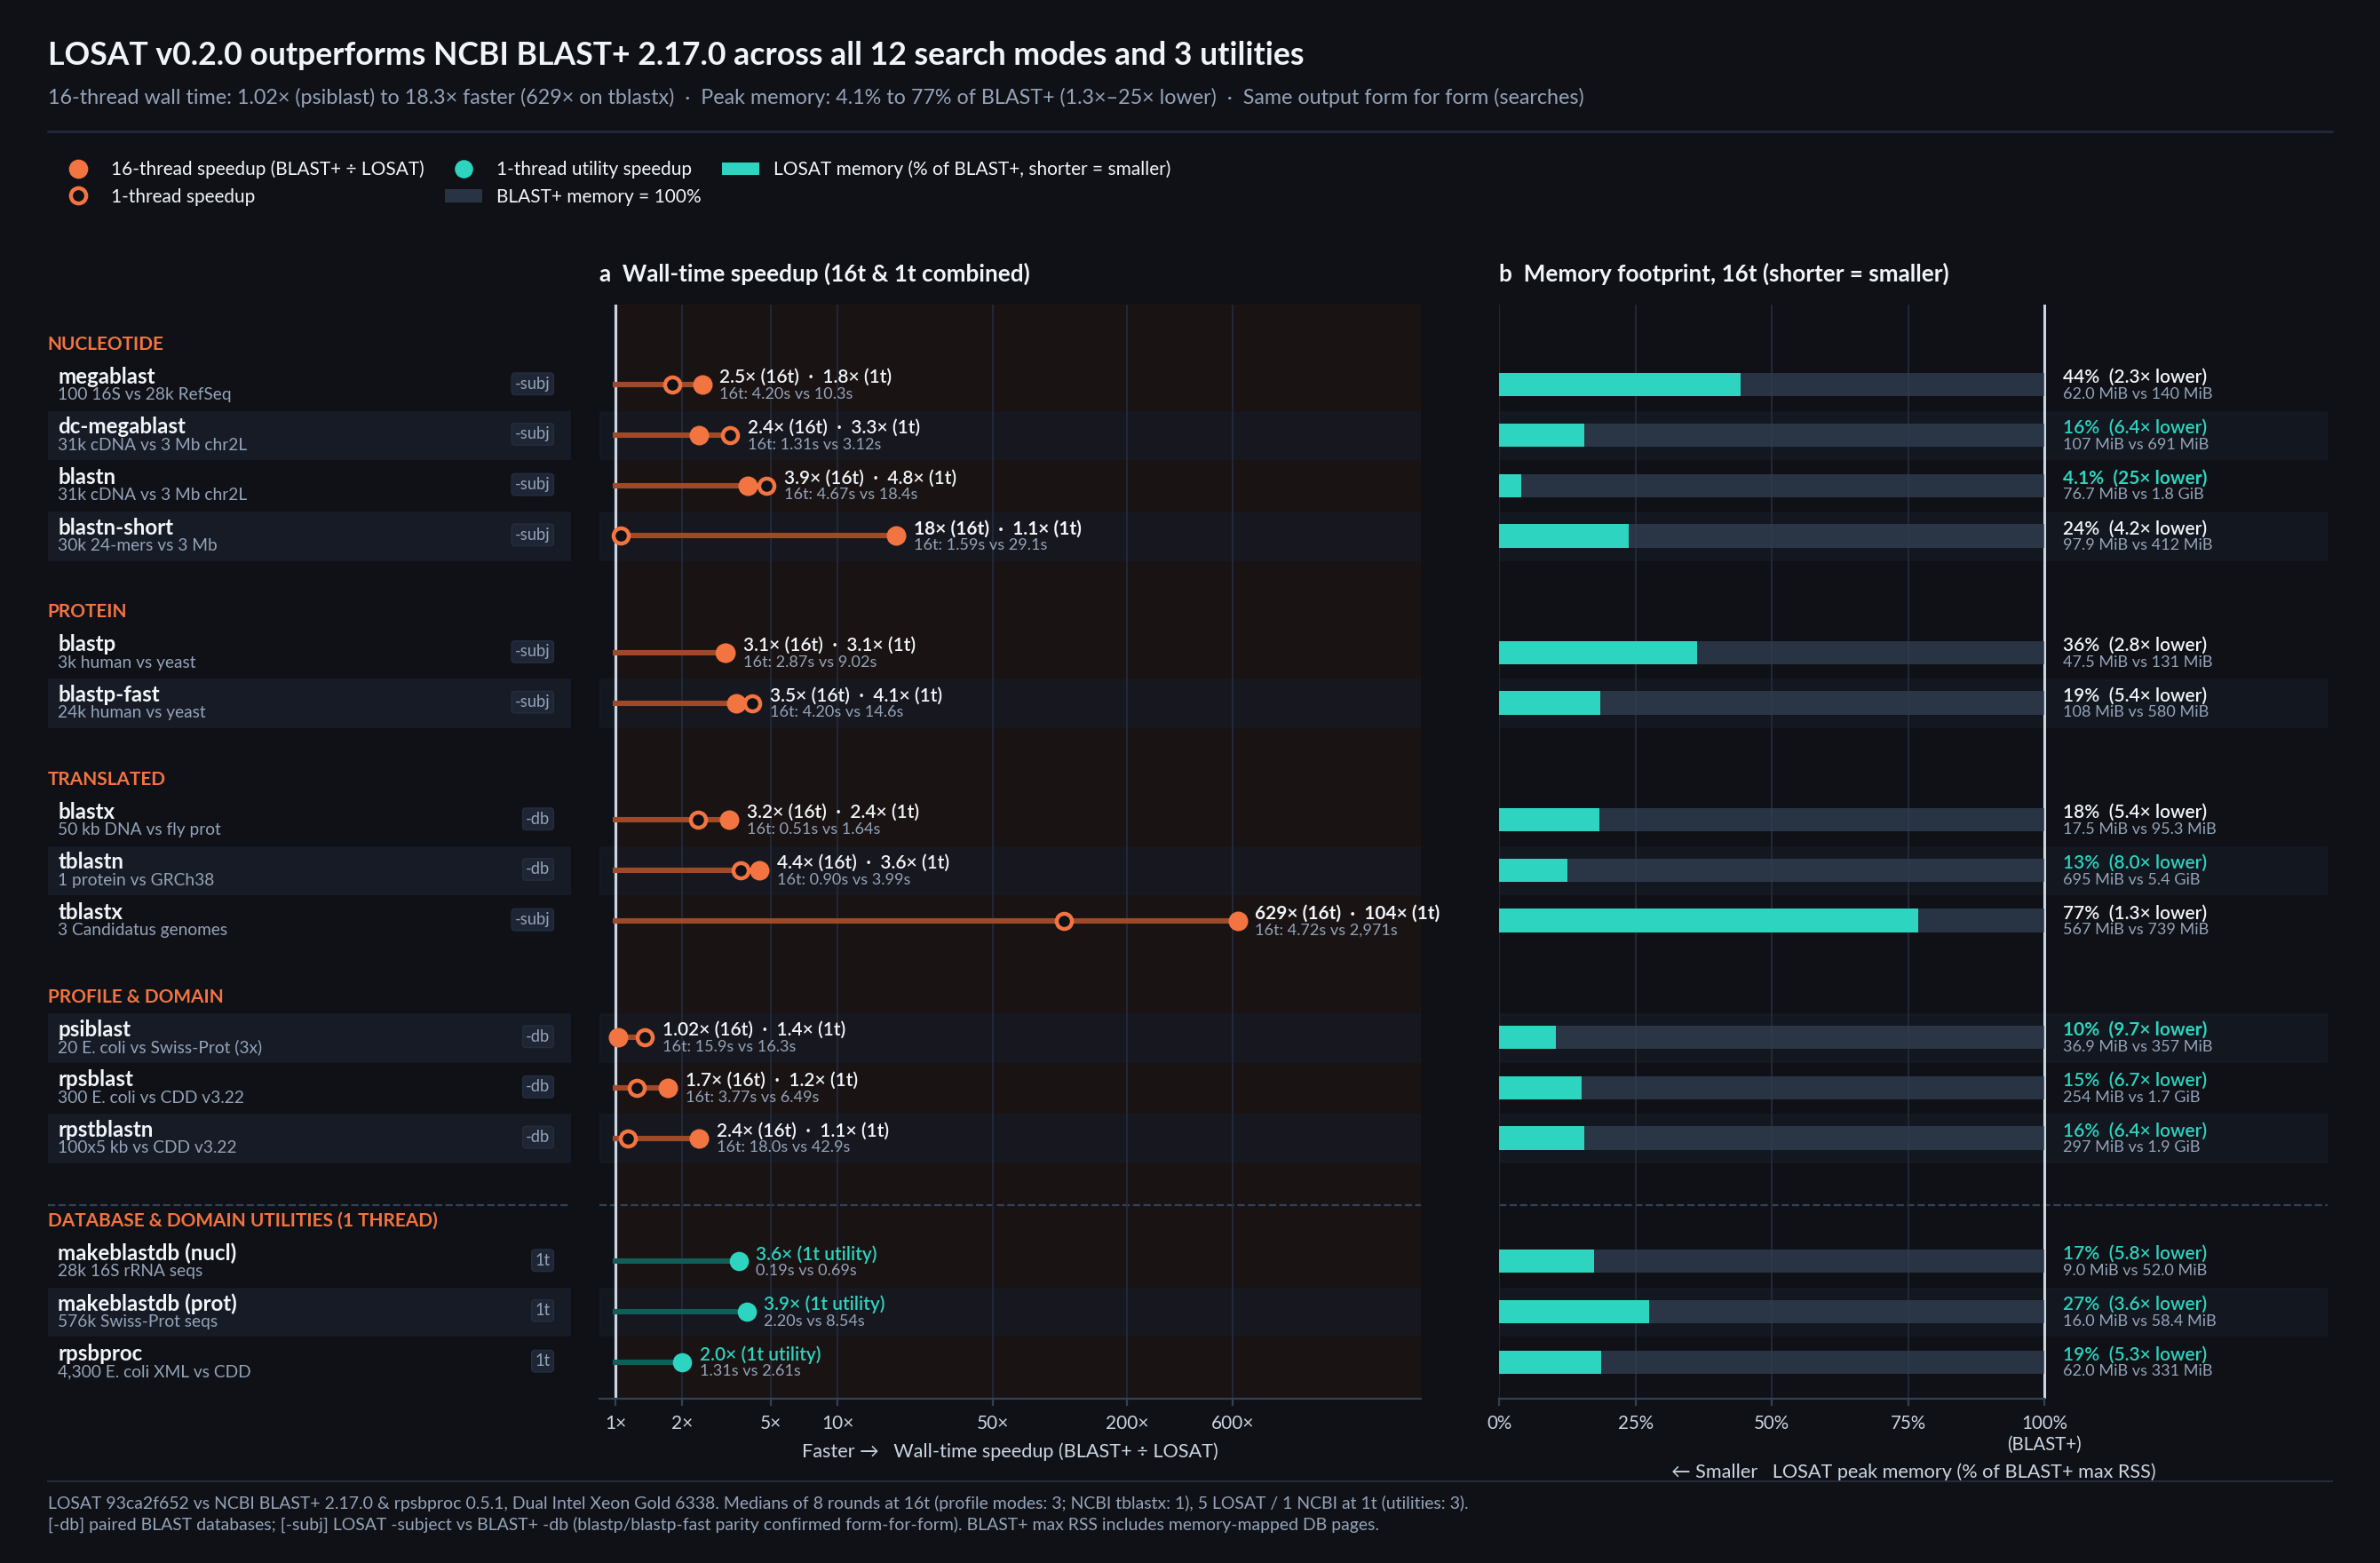 LOSAT v0.2.0 outperforms NCBI BLAST+ 2.17.0 across all 12 search modes and 3 utilities
16-thread wall time: 1.02× (psiblast) to 18.3× faster (629× on tblastx) · Peak memory: 4.1% to 77% of BLAST+ (1.3×–25× lower) · Same output form for form (searches)
16-thread speedup (BLAST+ ÷ LOSAT)
1-thread speedup
1-thread utility speedup
BLAST+ memory = 100%
LOSAT memory (% of BLAST+, shorter = smaller)
a Wall-time speedup (16t & 1t combined)
b Memory footprint, 16t (shorter = smaller)
NUCLEOTIDE
megablast
100 16S vs 28k RefSeq
-subj
2.5× (16t) · 1.8× (1t)
16t: 4.20s vs 10.3s
44% (2.3× lower)
62.0 MiB vs 140 MiB
dc-megablast
31k cDNA vs 3 Mb chr2L
-subj
2.4× (16t) · 3.3× (1t)
16t: 1.31s vs 3.12s
16% (6.4× lower)
107 MiB vs 691 MiB
blastn
31k cDNA vs 3 Mb chr2L
-subj
3.9× (16t) · 4.8× (1t)
16t: 4.67s vs 18.4s
4.1% (25× lower)
76.7 MiB vs 1.8 GiB
blastn-short
30k 24-mers vs 3 Mb
-subj
18× (16t) · 1.1× (1t)
16t: 1.59s vs 29.1s
24% (4.2× lower)
97.9 MiB vs 412 MiB
PROTEIN
blastp
3k human vs yeast
-subj
3.1× (16t) · 3.1× (1t)
16t: 2.87s vs 9.02s
36% (2.8× lower)
47.5 MiB vs 131 MiB
blastp-fast
24k human vs yeast
-subj
3.5× (16t) · 4.1× (1t)
16t: 4.20s vs 14.6s
19% (5.4× lower)
108 MiB vs 580 MiB
TRANSLATED
blastx
50 kb DNA vs fly prot
-db
3.2× (16t) · 2.4× (1t)
16t: 0.51s vs 1.64s
18% (5.4× lower)
17.5 MiB vs 95.3 MiB
tblastn
1 protein vs GRCh38
-db
4.4× (16t) · 3.6× (1t)
16t: 0.90s vs 3.99s
13% (8.0× lower)
695 MiB vs 5.4 GiB
tblastx
3 Candidatus genomes
-subj
629× (16t) · 104× (1t)
16t: 4.72s vs 2,971s
77% (1.3× lower)
567 MiB vs 739 MiB
PROFILE & DOMAIN
psiblast
20 E. coli vs Swiss-Prot (3x)
-db
1.02× (16t) · 1.4× (1t)
16t: 15.9s vs 16.3s
10% (9.7× lower)
36.9 MiB vs 357 MiB
rpsblast
300 E. coli vs CDD v3.22
-db
1.7× (16t) · 1.2× (1t)
16t: 3.77s vs 6.49s
15% (6.7× lower)
254 MiB vs 1.7 GiB
rpstblastn
100x5 kb vs CDD v3.22
-db
2.4× (16t) · 1.1× (1t)
16t: 18.0s vs 42.9s
16% (6.4× lower)
297 MiB vs 1.9 GiB
DATABASE & DOMAIN UTILITIES (1 THREAD)
makeblastdb (nucl)
28k 16S rRNA seqs
1t
3.6× (1t utility)
0.19s vs 0.69s
17% (5.8× lower)
9.0 MiB vs 52.0 MiB
makeblastdb (prot)
576k Swiss-Prot seqs
1t
3.9× (1t utility)
2.20s vs 8.54s
27% (3.6× lower)
16.0 MiB vs 58.4 MiB
rpsbproc
4,300 E. coli XML vs CDD
1t
2.0× (1t utility)
1.31s vs 2.61s
19% (5.3× lower)
62.0 MiB vs 331 MiB
1× 2× 5× 10× 50× 200× 600×
Faster → Wall-time speedup (BLAST+ ÷ LOSAT)
0% 25% 50% 75% 100%
(BLAST+)
← Smaller LOSAT peak memory (% of BLAST+ max RSS)
LOSAT 93ca2f652 vs NCBI BLAST+ 2.17.0 & rpsbproc 0.5.1, Dual Intel Xeon Gold 6338. Medians of 8 rounds at 16t (profile modes: 3; NCBI tblastx: 1), 5 LOSAT / 1 NCBI at 1t (utilities: 3).
[-db] paired BLAST databases; [-subj] LOSAT -subject vs BLAST+ -db (blastp/blastp-fast parity confirmed form-for-form). BLAST+ max RSS includes memory-mapped DB pages.